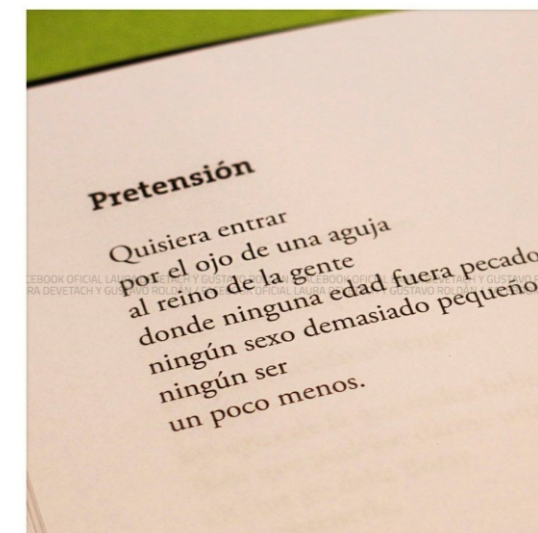 Pretensión
Quisiera entrar
por el ojo de una aguja
al reino de la gente
donde ninguna edad fuera pecado
ningún sexo demasiado pequeño
ningún ser
un poco menos.